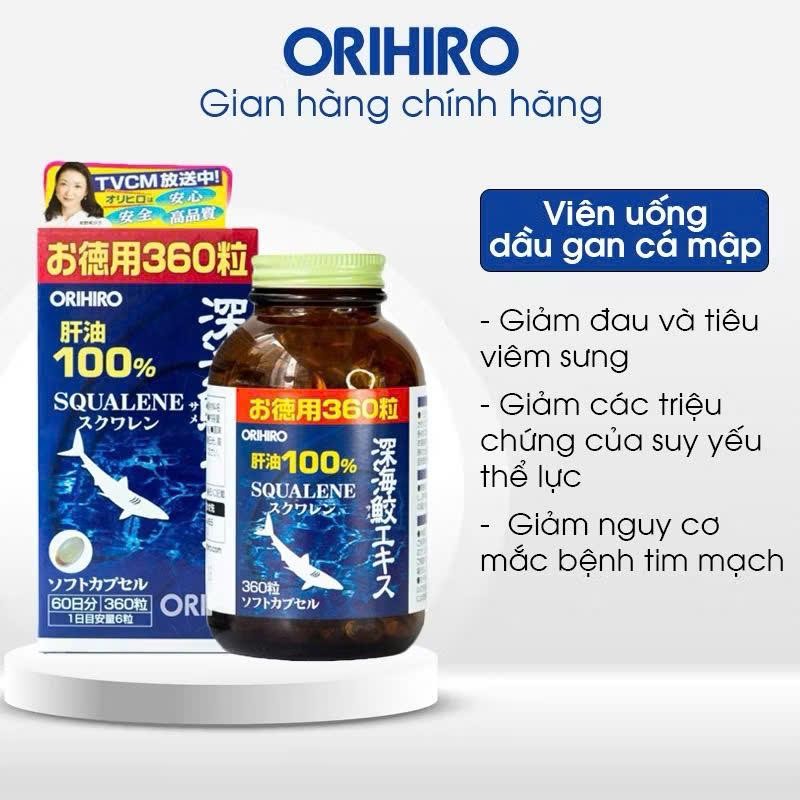 ORIHIRO
Gian hàng chính hãng
TVCM放送中!
オリヒロは
安心
安全
高品質
お徳用360粒
ORIHIRO
肝油
100%
SQUALENE
スクワレン
ソフトカプセル
60日分 360粒
1日目安量6粒
お徳用360粒
ORIHIRO
肝油100%
SQUALENE
スクワレン
深海鮫エキス
360粒
ソフトカプセル
Viên uống
dầu gan cá mập
- Giảm đau và tiêu
viêm sưng
- Giảm các triệu
chứng của suy yếu
thể lực
- Giảm nguy cơ
mắc bệnh tim mạch